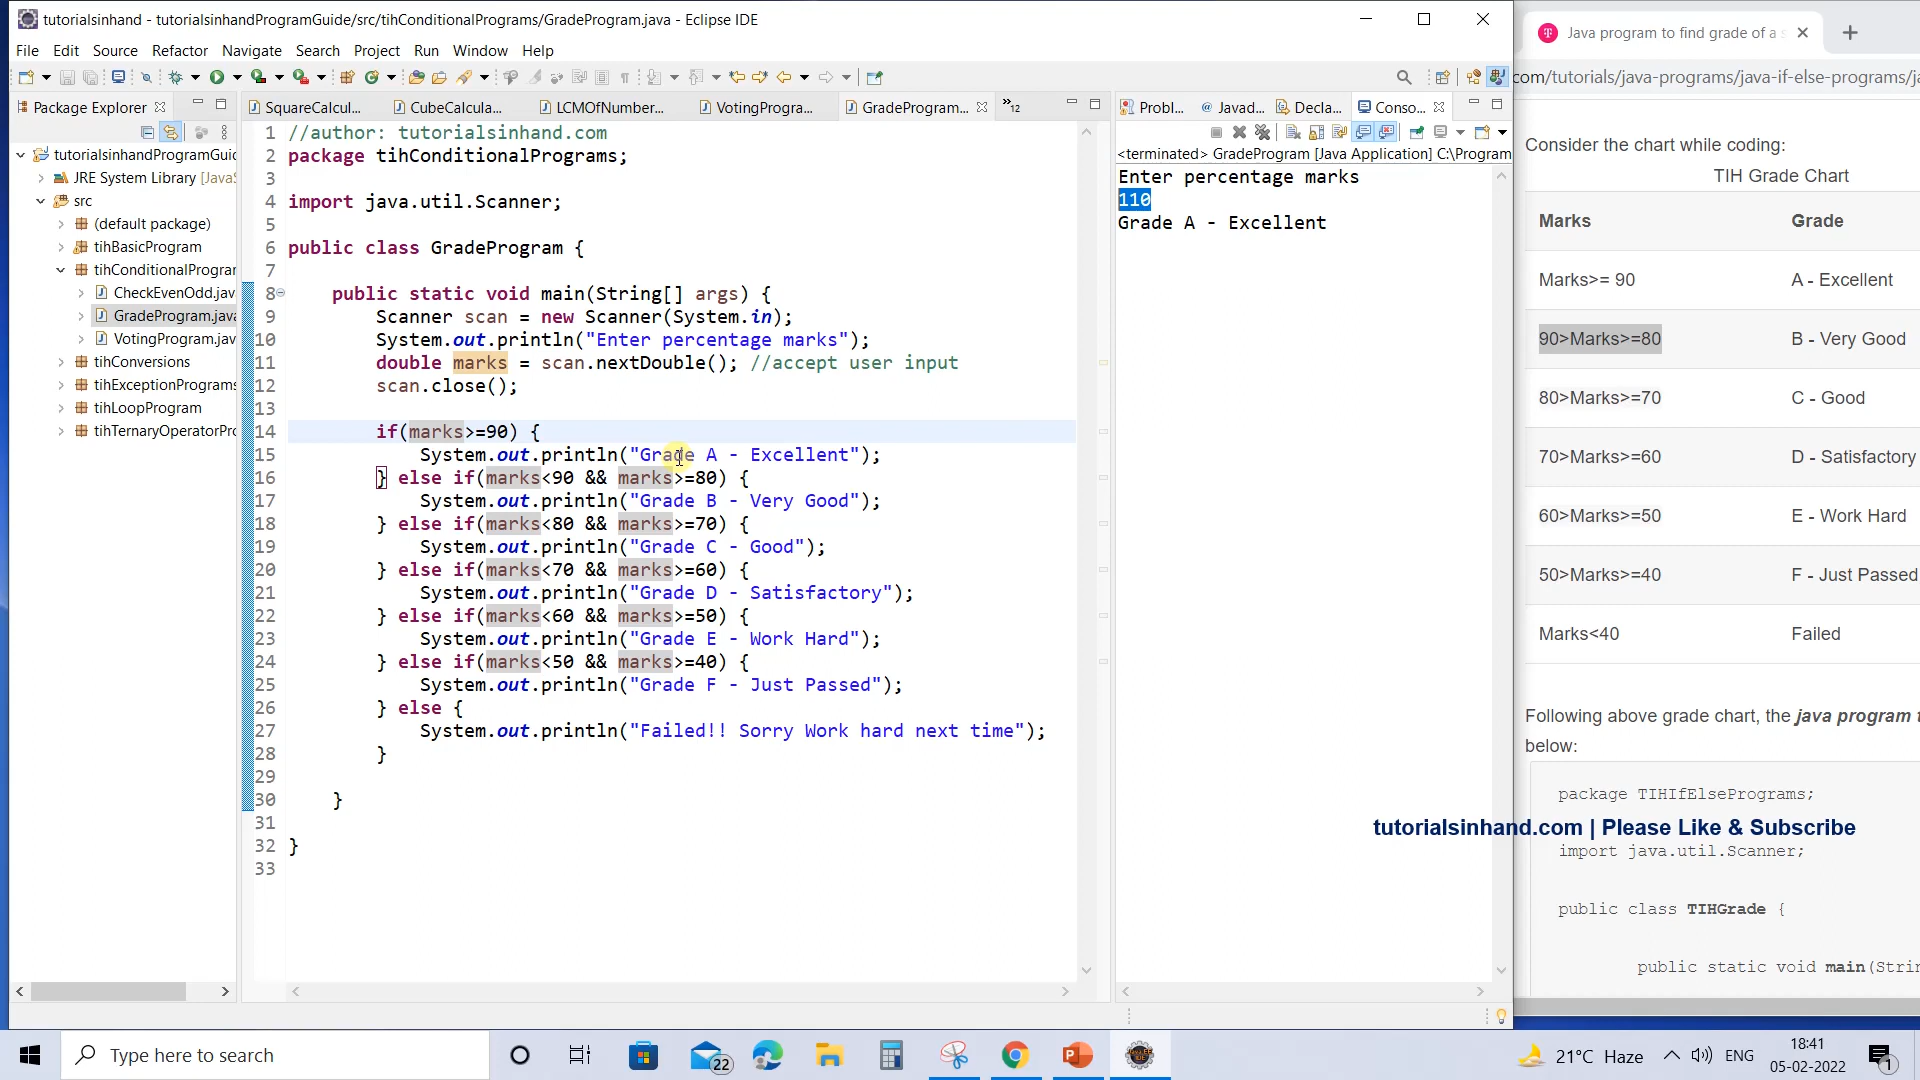 tutorialsinhand - tutorialsinhandProgramGuide/src/tihConditionalPrograms/GradeProgram.java - Eclipse IDE
File Edit Source Refactor Navigate Search Project Run Window Help
Package Explorer
tutorialsinhandProgramGuid
JRE System Library [JavaS
src
(default package)
tihBasicProgram
tihConditionalPrograr
CheckEvenOdd.jav
GradeProgram.java
VotingProgram.jav
tihConversions
tihExceptionPrograms
tihLoopProgram
tihTernaryOperatorPro
SquareCalcul... CubeCalcula... LCMOfNumber... VotingProgra... GradeProgram... »12
1 //author: tutorialsinhand.com
2 package tihConditionalPrograms;
3
4 import java.util.Scanner;
5
6 public class GradeProgram {
7
8 public static void main(String[] args) {
9 Scanner scan = new Scanner(System.in);
10 System.out.println("Enter percentage marks");
11 double marks = scan.nextDouble(); //accept user input
12 scan.close();
13
14 if(marks>=90) {
15 System.out.println("Grade A - Excellent");
16 } else if(marks<90 && marks>=80) {
17 System.out.println("Grade B - Very Good");
18 } else if(marks<80 && marks>=70) {
19 System.out.println("Grade C - Good");
20 } else if(marks<70 && marks>=60) {
21 System.out.println("Grade D - Satisfactory");
22 } else if(marks<60 && marks>=50) {
23 System.out.println("Grade E - Work Hard");
24 } else if(marks<50 && marks>=40) {
25 System.out.println("Grade F - Just Passed");
26 } else {
27 System.out.println("Failed!! Sorry Work hard next time");
28 }
29
30 }
31
32 }
33
Probl... @ Javad... Decla... Conso...
<terminated> GradeProgram [Java Application] C:\Program
Enter percentage marks
110
Grade A - Excellent
Java program to find grade of a s
com/tutorials/java-programs/java-if-else-programs/ja
Consider the chart while coding:
TIH Grade Chart
Marks Grade
Marks>= 90 A - Excellent
90>Marks>=80 B - Very Good
80>Marks>=70 C - Good
70>Marks>=60 D - Satisfactory
60>Marks>=50 E - Work Hard
50>Marks>=40 F - Just Passed
Marks<40 Failed
Following above grade chart, the java program t
below:
package TIHIfElsePrograms;
tutorialsinhand.com | Please Like & Subscribe
import java.util.Scanner;
public class TIHGrade {
public static void main(Strin
Type here to search
22
21°C Haze
ENG
18:41
05-02-2022
1